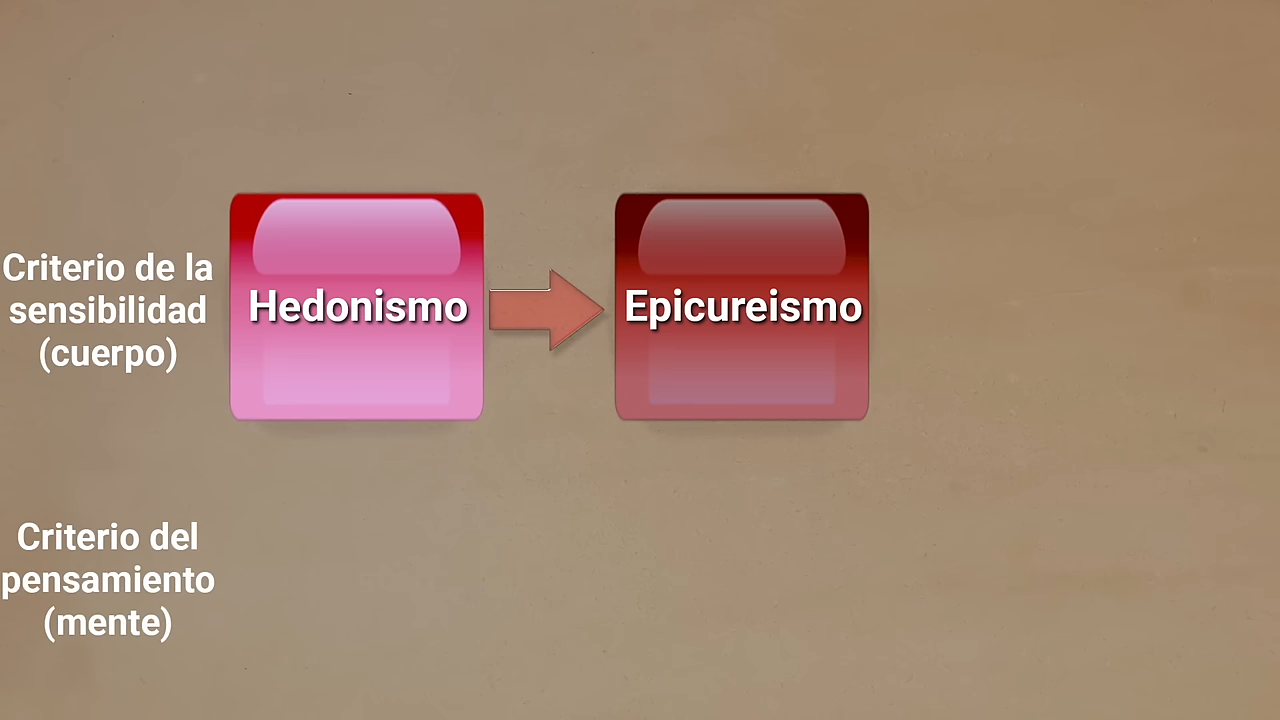 Criterio de la
sensibilidad
(cuerpo)
Hedonismo
Epicureismo
Criterio del
pensamiento
(mente)